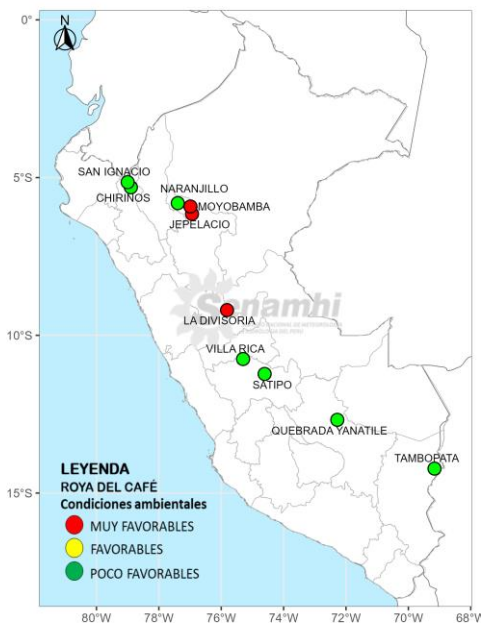 N
0°
SAN IGNACIO
NARANJILLO
5°S
CHIRINOS
MOYOBAMBA
JEPELACIO
Senamhi
LA DIVISORIA
10°S
VILLA RICA
SATIPO
QUEBRADA YANATILE
TAMBOPATA
LEYENDA
ROYA DEL CAFÉ
Condiciones ambientales
15°S
MUY FAVORABLES
FAVORABLES
POCO FAVORABLES
80°W 78°W 76°W 74°W 72°W 70°W 68°W